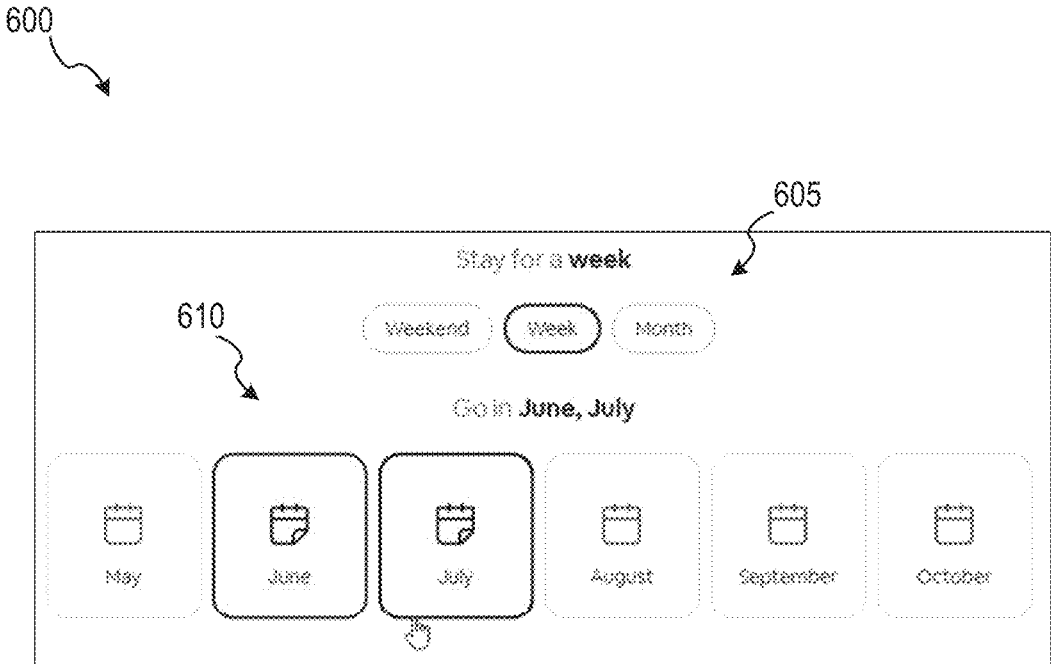 600
605
Stay for a week
610
Weekend Week Month
Go in June, July
May June July August September October